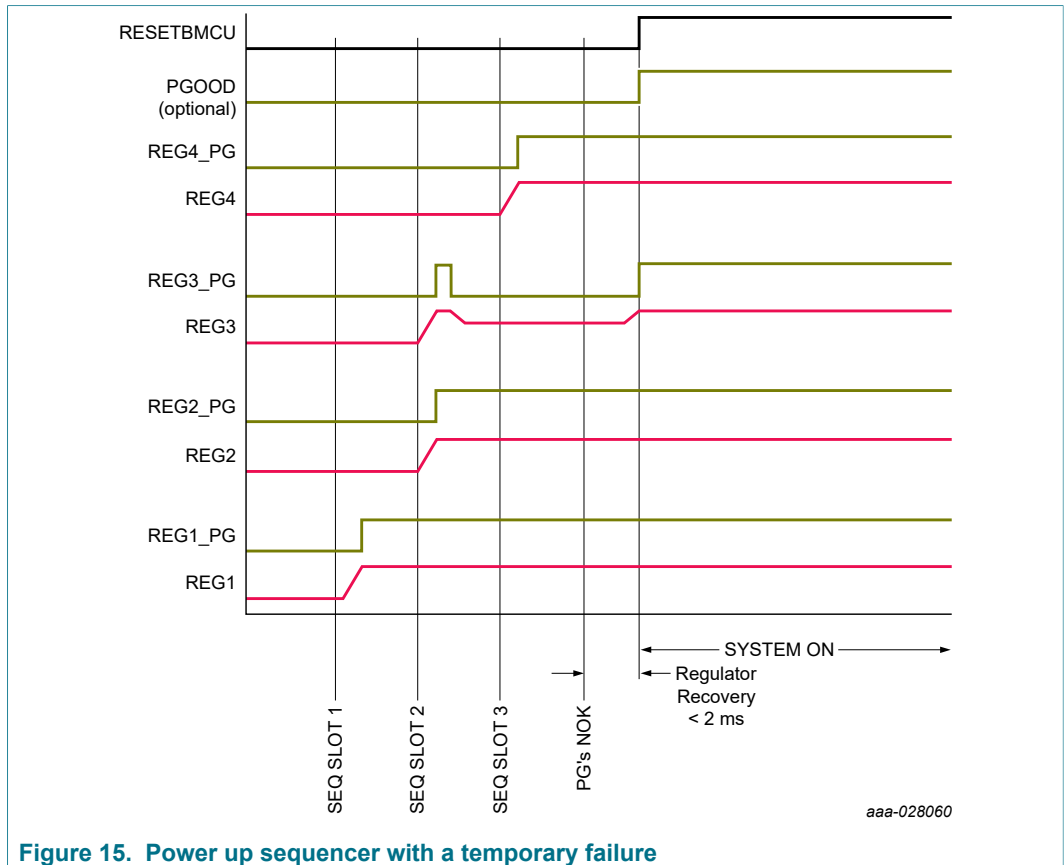 RESETBMCU
PGOOD
(optional)
REG4_PG
REG4
REG3_PG
REG3
REG2_PG
REG2
REG1_PG
REG1
SYSTEM ON
Regulator
Recovery
< 2 ms
SEQ SLOT 1
SEQ SLOT 2
SEQ SLOT 3
PG's NOK
aaa-028060
Figure 15. Power up sequencer with a temporary failure